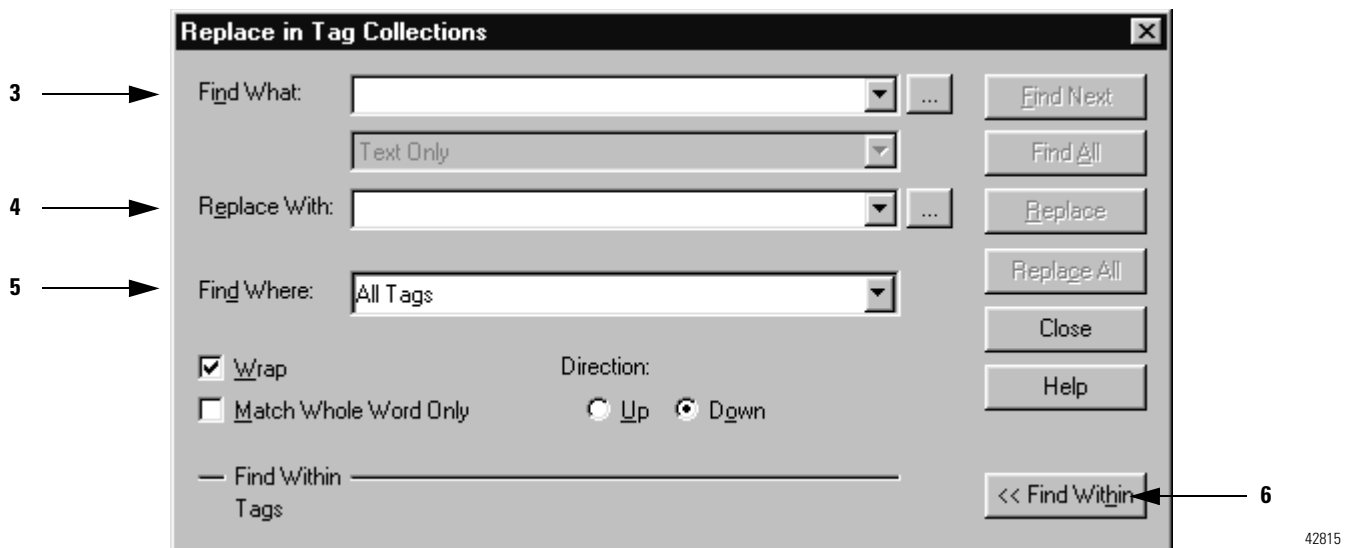 Replace in Tag Collections
3 Find What: ... Find Next
Text Only Find All
4 Replace With: ... Replace
Replace All
5 Find Where: All Tags
Close
Wrap Direction:
Help
Match Whole Word Only Up Down
Find Within
<< Find Within 6
Tags
42815